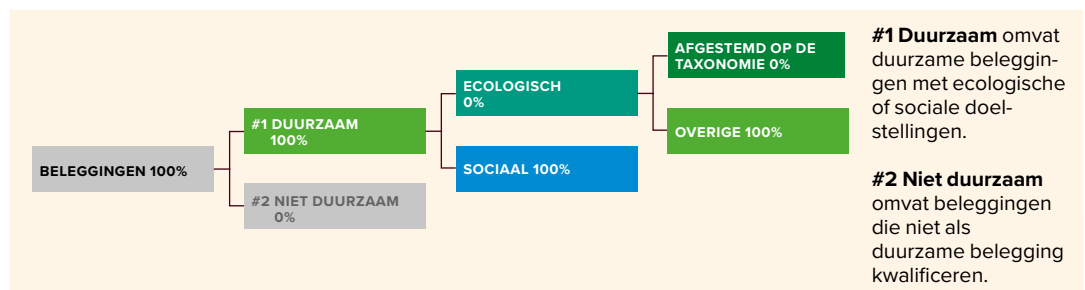 BELEGGINGEN 100%
#1 DUURZAAM
100%
#2 NIET DUURZAAM
0%
ECOLOGISCH
0%
SOCIAAL 100%
AFGESTEMD OP DE
TAXONOMIE 0%
OVERIGE 100%
#1 Duurzaam omvat
duurzame beleggin-
gen met ecologische
of sociale doel-
stellingen.
#2 Niet duurzaam
omvat beleggingen
die niet als
duurzame belegging
kwalificeren.